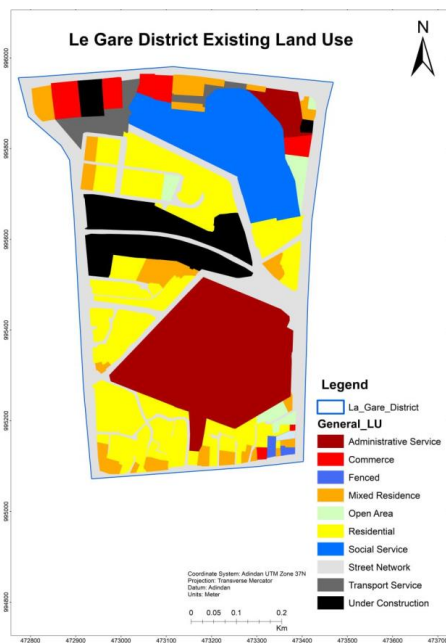 Le Gare District Existing Land Use
N
996000
995800
995600
995400
995200
995000
994800
Legend
La_Gare_District
General_LU
Administrative Service
Commerce
Fenced
Mixed Residence
Open Area
Residential
Social Service
Street Network
Transport Service
Under Construction
Coordinate System: Adindan UTM Zone 37N
Projection: Transverse Mercator
Datum: Adindan
Units: Meter
0 0.05 0.1 0.2
Km
472800 472900 473000 473100 473200 473300 473400 473500 473600 473700